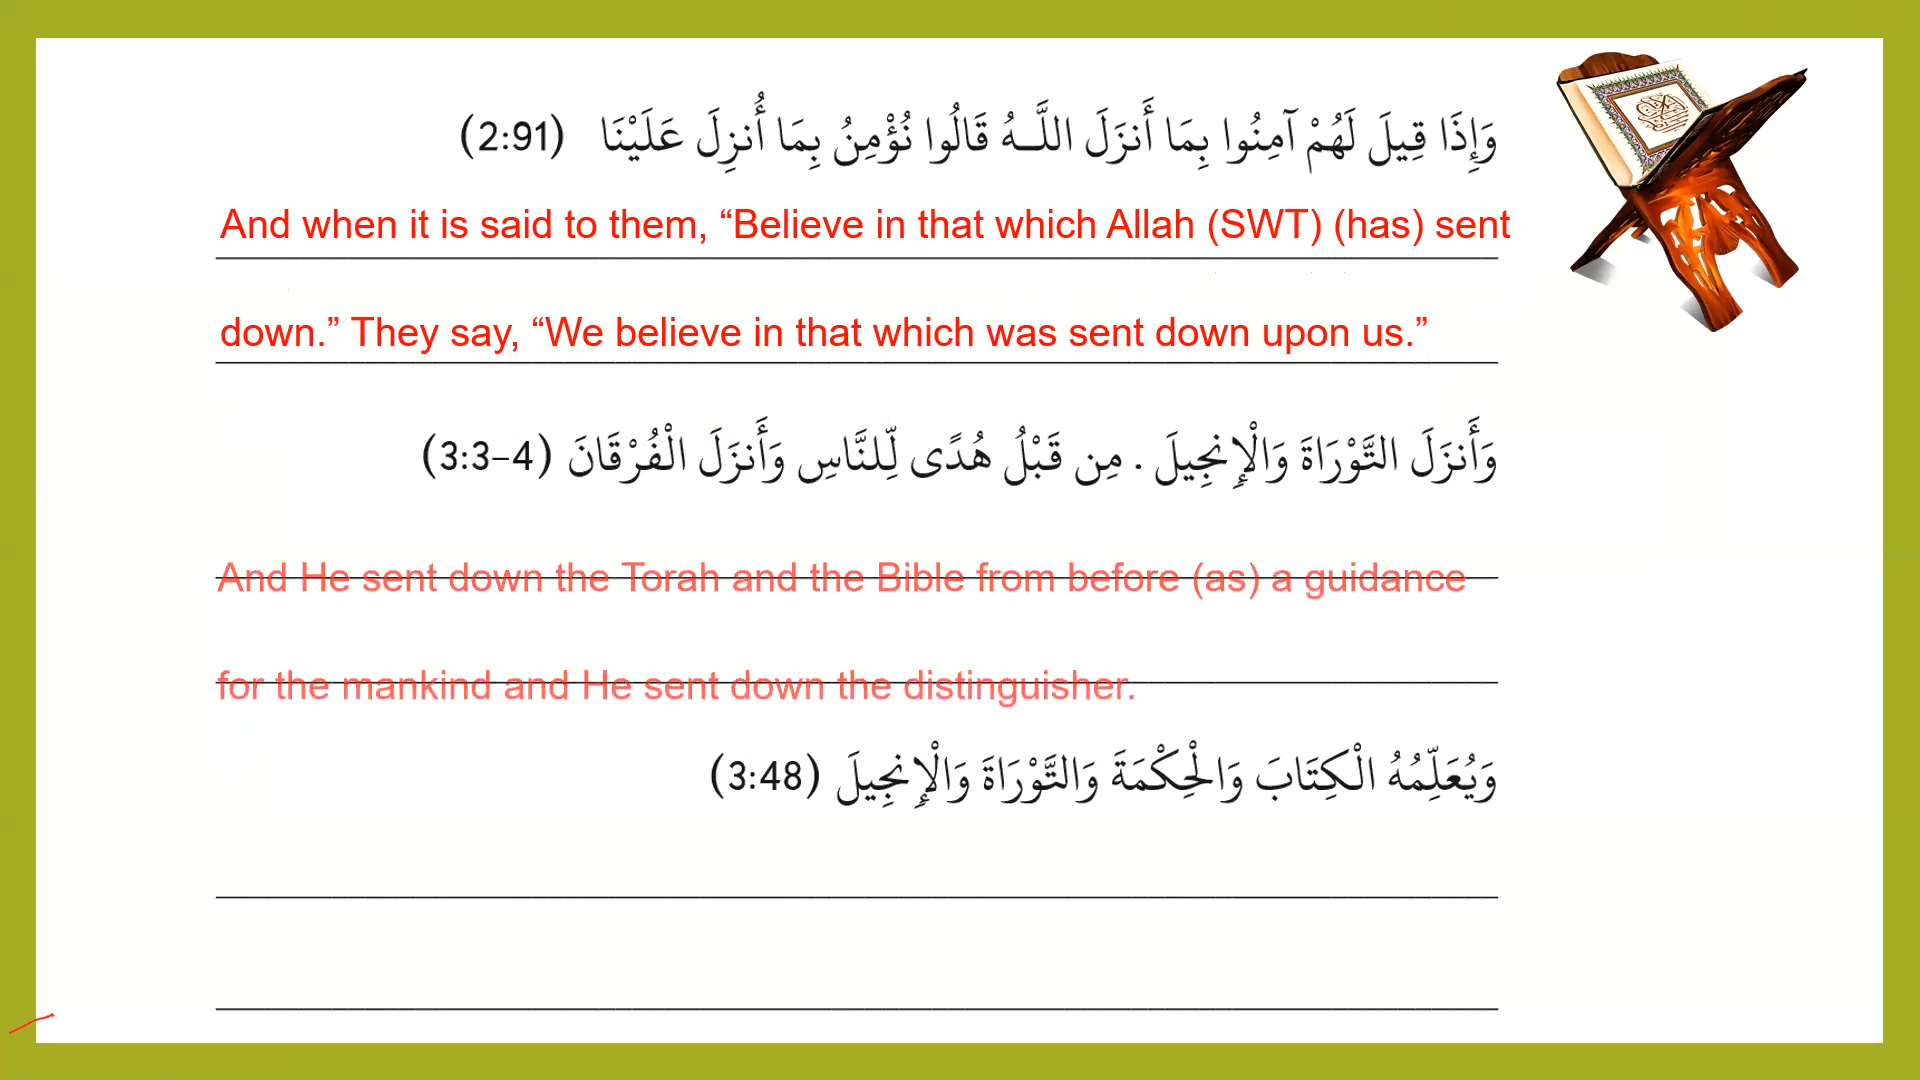 وَإِذَا قِيلَ لَهُمْ آمِنُوا بِمَا أَنزَلَ اللَّـهُ قَالُوا نُؤْمِنُ بِمَا أُنزِلَ عَلَيْنَا (2:91)
And when it is said to them, “Believe in that which Allah (SWT) (has) sent
down.” They say, “We believe in that which was sent down upon us.”
وَأَنزَلَ التَّوْرَاةَ وَالْإِنجِيلَ . مِن قَبْلُ هُدًى لِّلنَّاسِ وَأَنزَلَ الْفُرْقَانَ (3:3-4)
And He sent down the Torah and the Bible from before (as) a guidance
for the mankind and He sent down the distinguisher.
وَيُعَلِّمُهُ الْكِتَابَ وَالْحِكْمَةَ وَالتَّوْرَاةَ وَالْإِنجِيلَ (3:48)